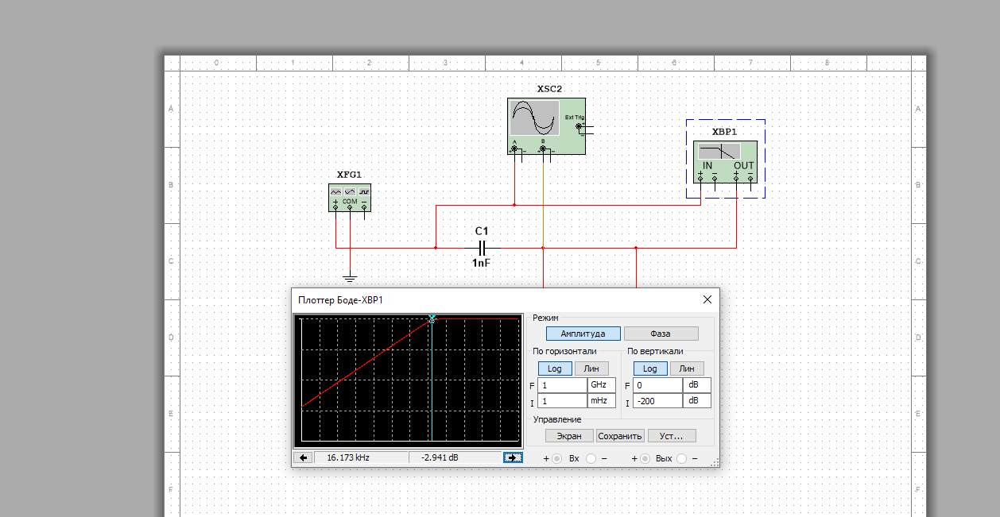 0 1 2 3 4 5 6 7 8
XSC2
A A
Ext Trig
+
A B
+ - + - -
XBP1
IN OUT
+ - + -
XFG1
B B
+ COM -
C1
C C
1nF
Плоттер Боде-XBP1
Режим
Амплитуда Фаза
D D
По горизонтали По вертикали
Log Лин Log Лин
F 1 GHz F 0 dB
I 1 mHz I -200 dB
E E
Управление
Экран Сохранить Уст...
16.173 kHz -2.941 dB + Вх - + Вых -
F F